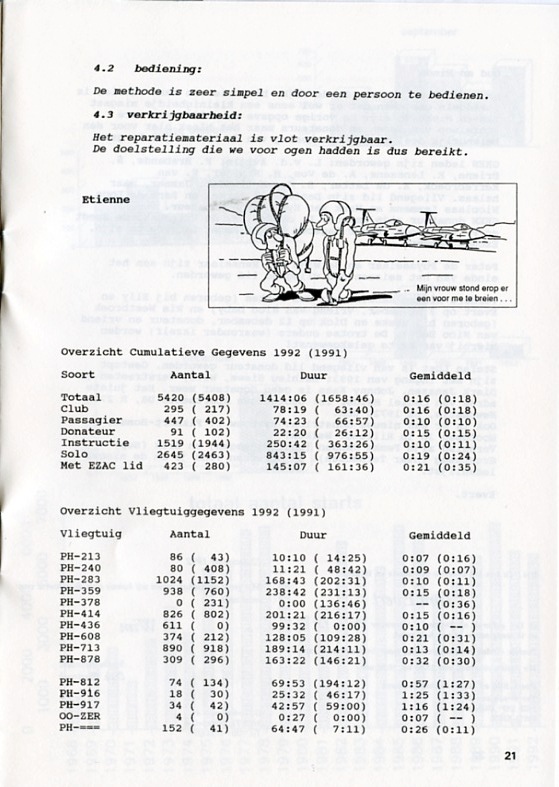 4.2 bediening:
De methode is zeer simpel en door een persoon te bedienen.
4.3 verkrijgbaarheid:
Het reparatiemateriaal is vlot verkrijgbaar.
De doelstelling die we voor ogen hadden is dus bereikt.
Etienne
Mijn vrouw stond erop er
een voor me te breien . . .
Overzicht Cumulatieve Gegevens 1992 (1991)
Soort Aantal Duur Gemiddeld
Totaal 5420 (5408) 1414:06 (1658:46) 0:16 (0:18)
Club 295 ( 217) 78:19 ( 63:40) 0:16 (0:18)
Passagier 447 ( 402) 74:23 ( 66:57) 0:10 (0:10)
Donateur 91 ( 102) 22:20 ( 26:12) 0:15 (0:15)
Instructie 1519 (1944) 250:42 ( 363:26) 0:10 (0:11)
Solo 2645 (2463) 843:15 ( 976:55) 0:19 (0:24)
Met EZAC lid 423 ( 280) 145:07 ( 161:36) 0:21 (0:35)
Overzicht Vliegtuiggegevens 1992 (1991)
Vliegtuig Aantal Duur Gemiddeld
PH-213 86 ( 43) 10:10 ( 14:25) 0:07 (0:16)
PH-240 80 ( 408) 11:21 ( 48:42) 0:09 (0:07)
PH-283 1024 (1152) 168:43 (202:31) 0:10 (0:11)
PH-359 938 ( 760) 238:42 (231:13) 0:15 (0:18)
PH-378 0 ( 231) 0:00 (136:46) -- (0:36)
PH-414 826 ( 802) 201:21 (216:17) 0:15 (0:16)
PH-436 611 ( 0) 99:32 ( 0:00) 0:10 ( -- )
PH-608 374 ( 212) 128:05 (109:28) 0:21 (0:31)
PH-713 890 ( 918) 189:14 (214:11) 0:13 (0:14)
PH-878 309 ( 296) 163:22 (146:21) 0:32 (0:30)
PH-812 74 ( 134) 69:53 (194:12) 0:57 (1:27)
PH-916 18 ( 30) 25:32 ( 46:17) 1:25 (1:33)
PH-917 34 ( 42) 42:57 ( 59:00) 1:16 (1:24)
OO-ZER 4 ( 0) 0:27 ( 0:00) 0:07 ( -- )
PH-=== 152 ( 41) 64:47 ( 7:11) 0:26 (0:11)
21